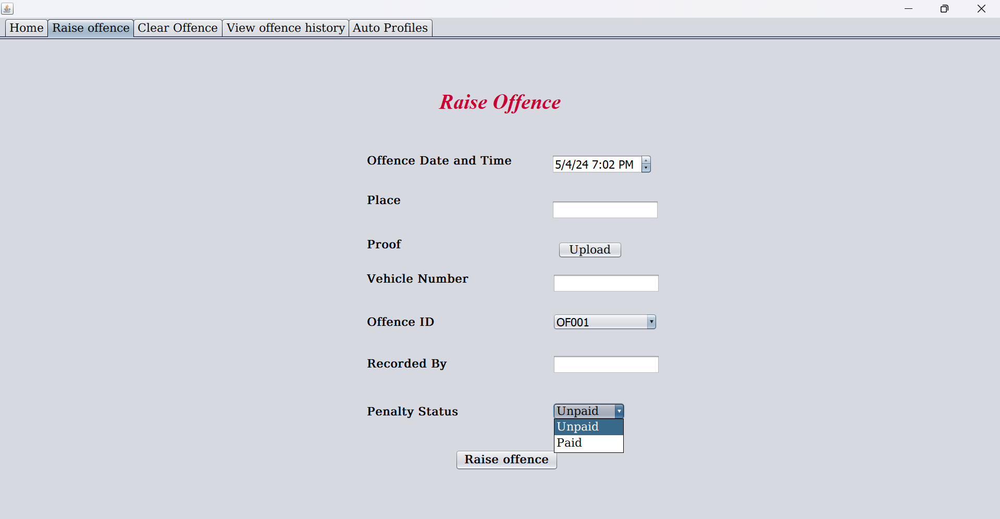 Home Raise offence Clear Offence View offence history Auto Profiles
Raise Offence
Offence Date and Time 5/4/24 7:02 PM
Place
Proof Upload
Vehicle Number
Offence ID OF001
Recorded By
Penalty Status Unpaid
Unpaid
Paid
Raise offence